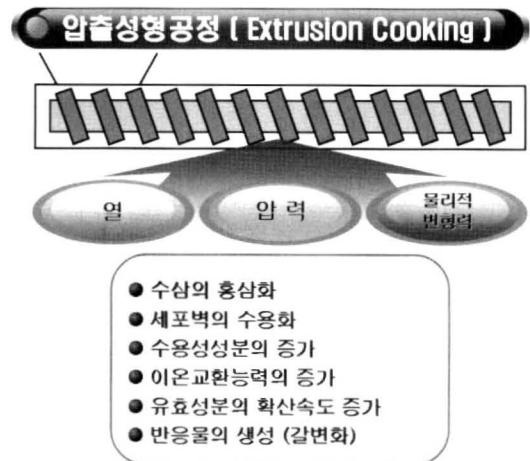 압출성형공정 ( Extrusion Cooking )
열
압 력
물리적
변형력
● 수삼의 홍삼화
● 세포벽의 수용화
● 수용성성분의 증가
● 이온교환능력의 증가
● 유효성분의 확산속도 증가
● 반응물의 생성 (갈변화)